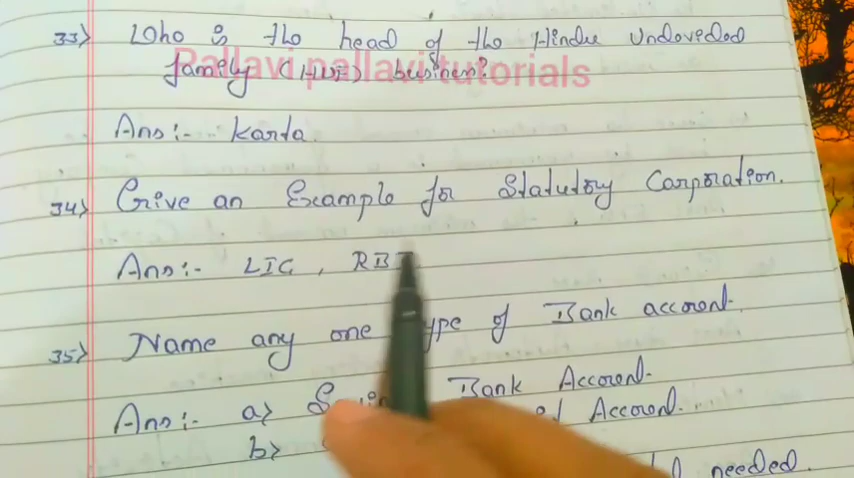 33) Who is the head of the Hindu Undivided
family (HUF) business?
Pallavi pallavi tutorials
Ans:- Karta.
34) Give an Example for Statutory Corporation.
Ans:- LIC, RBI
35) Name any one type of Bank account.
Ans:- a) Bank Account.
b) Account.
needed.